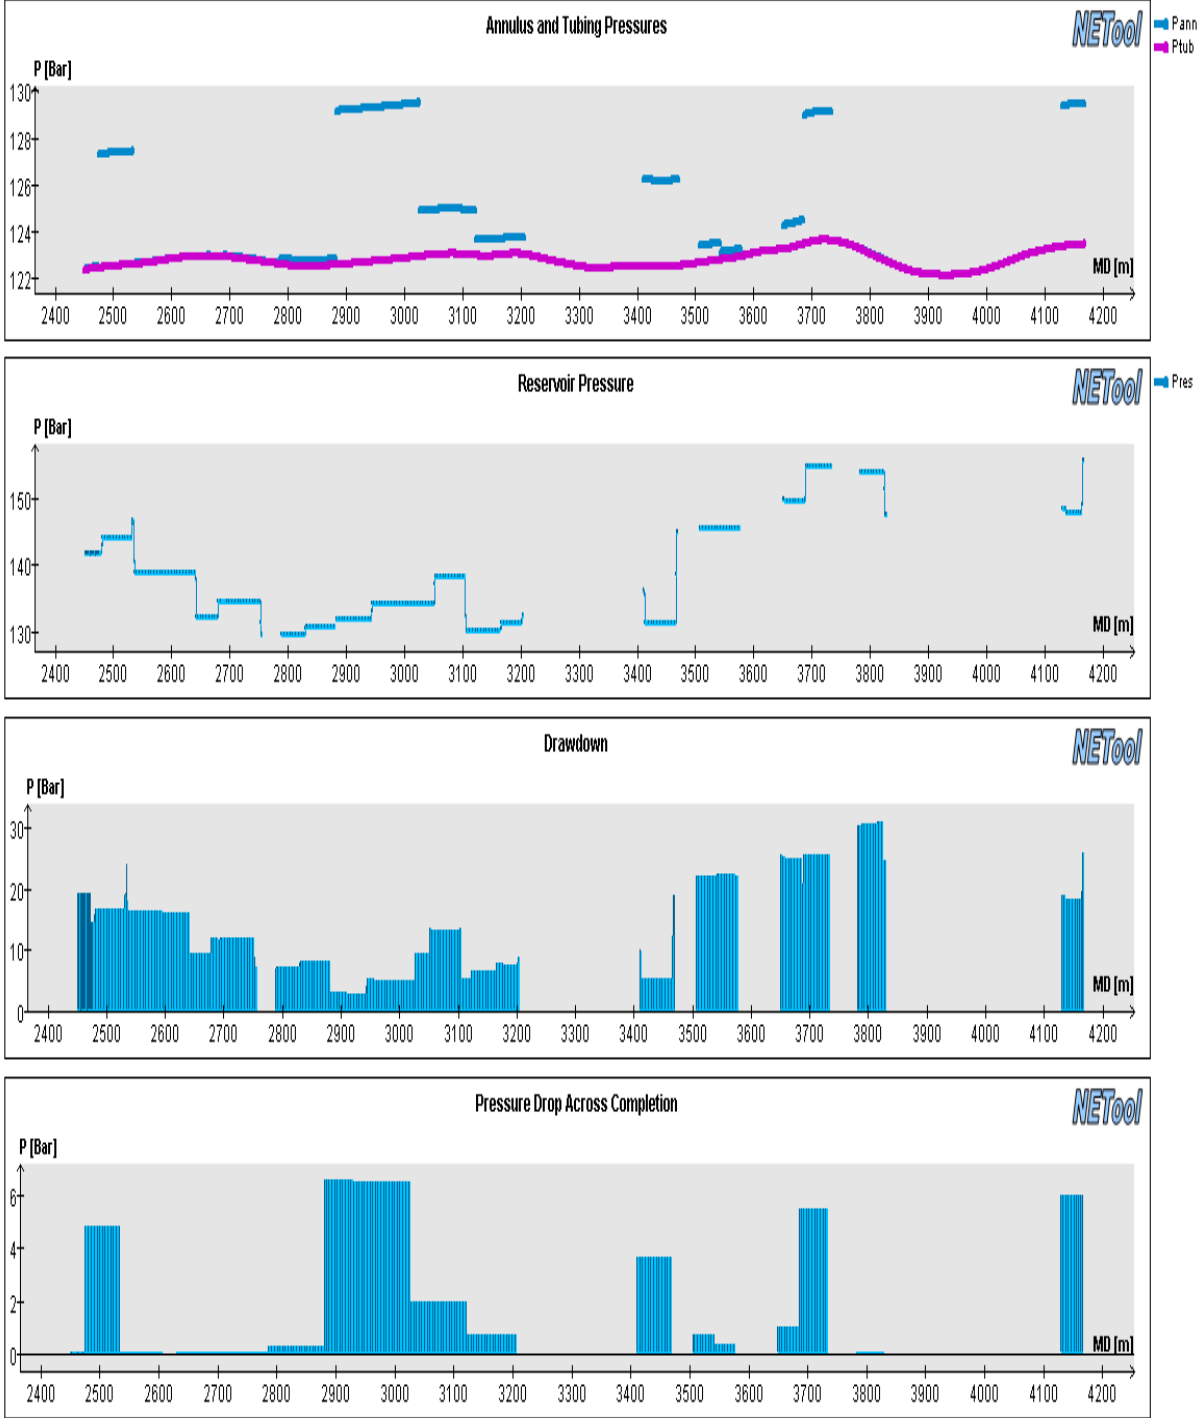 Annulus and Tubing Pressures
NETool
Pann
Ptub
P [Bar]
130
128
126
124
122
MD [m]
2400 2500 2600 2700 2800 2900 3000 3100 3200 3300 3400 3500 3600 3700 3800 3900 4000 4100 4200
Reservoir Pressure
NETool
Pres
P [Bar]
150
140
130
MD [m]
2400 2500 2600 2700 2800 2900 3000 3100 3200 3300 3400 3500 3600 3700 3800 3900 4000 4100 4200
Drawdown
NETool
P [Bar]
30
20
10
0
MD [m]
2400 2500 2600 2700 2800 2900 3000 3100 3200 3300 3400 3500 3600 3700 3800 3900 4000 4100 4200
Pressure Drop Across Completion
NETool
P [Bar]
6
4
2
0
MD [m]
2400 2500 2600 2700 2800 2900 3000 3100 3200 3300 3400 3500 3600 3700 3800 3900 4000 4100 4200